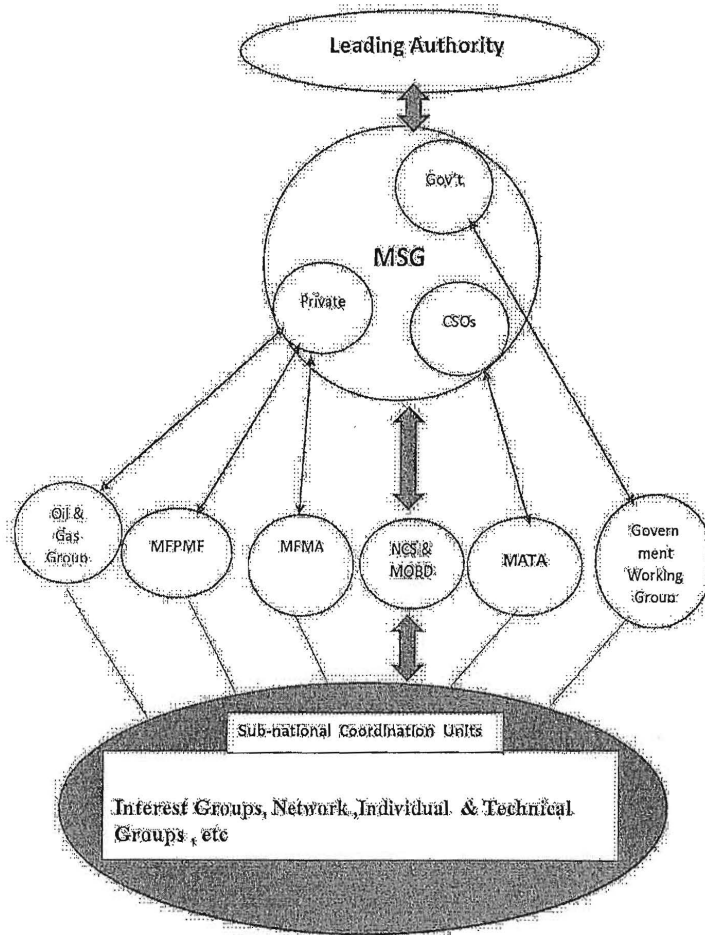 Leading Authority
Gov't
MSG
Private
CSOs
Oil &
Gas
Group
MFPMF
MFMA
NCS &
MOBD
MATA
Govern
ment
Working
Group
Sub-national Coordination Units
Interest Groups, Network ,Individual & Technical
Groups , etc